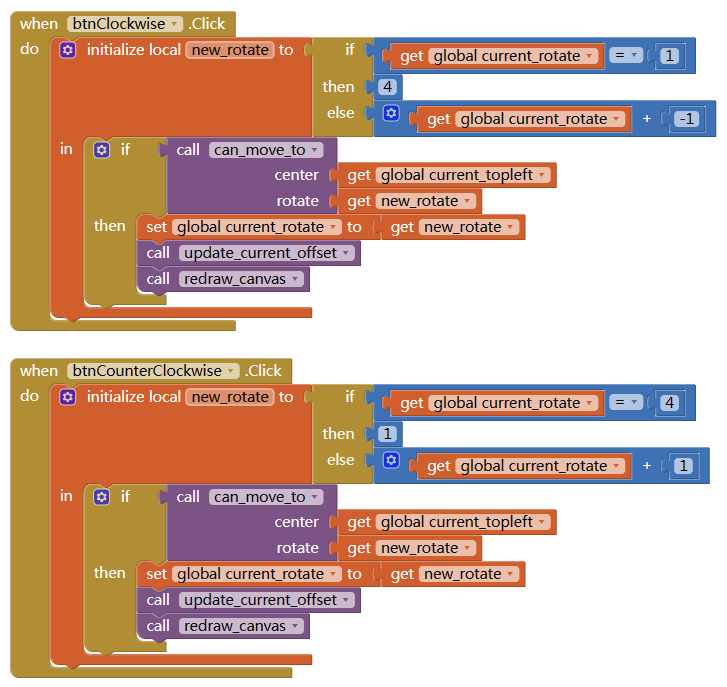 when btnClockwise .Click
do initialize local new_rotate to if get global current_rotate = 1
then 4
else get global current_rotate + -1
in if call can_move_to
center get global current_topleft
rotate get new_rotate
then set global current_rotate to get new_rotate
call update_current_offset
call redraw_canvas
when btnCounterClockwise .Click
do initialize local new_rotate to if get global current_rotate = 4
then 1
else get global current_rotate + 1
in if call can_move_to
center get global current_topleft
rotate get new_rotate
then set global current_rotate to get new_rotate
call update_current_offset
call redraw_canvas